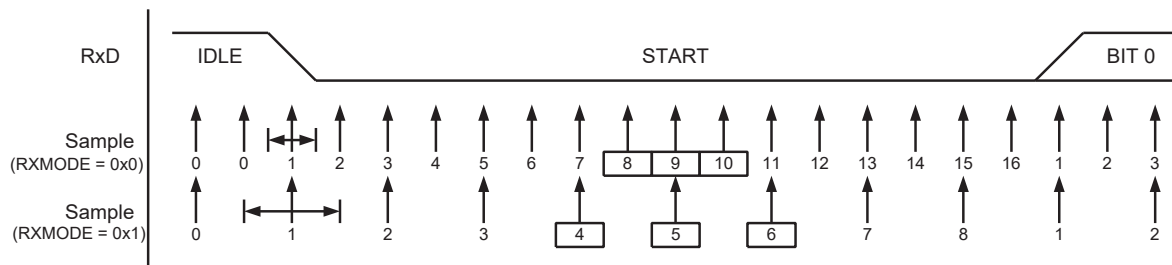 RxD IDLE START BIT 0
Sample
(RXMODE = 0x0)
0 0 1 2 3 4 5 6 7 8 9 10 11 12 13 14 15 16 1 2 3
Sample
(RXMODE = 0x1)
0 1 2 3 4 5 6 7 8 1 2